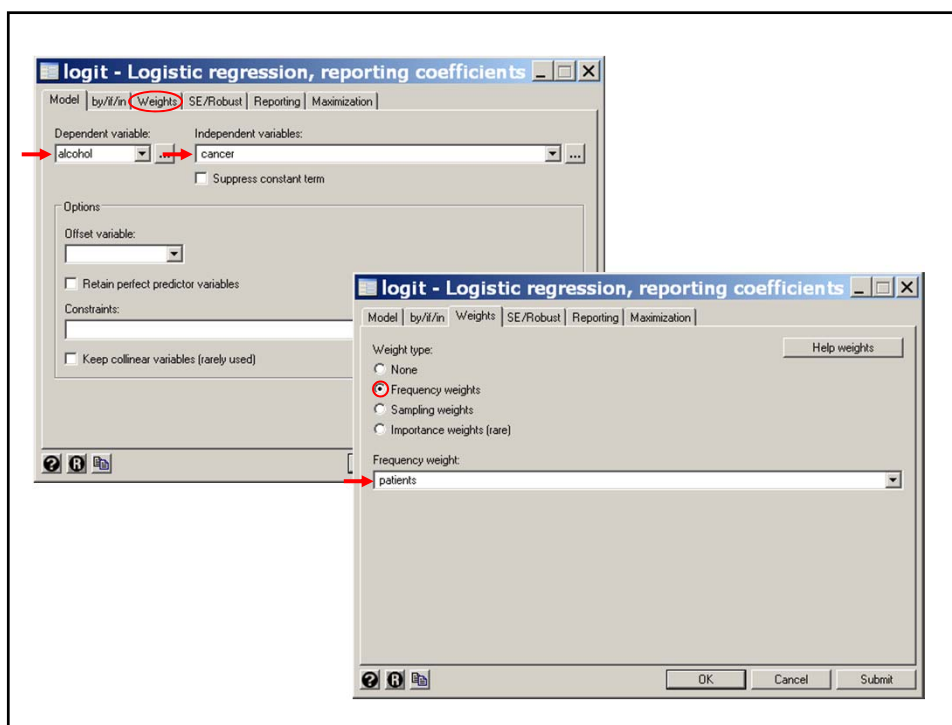 logit - Logistic regression, reporting coefficients
Model by/if/in Weights SE/Robust Reporting Maximization
Dependent variable: Independent variables:
alcohol ... cancer ...
Suppress constant term
Options
Offset variable:
Retain perfect predictor variables
Constraints:
Keep collinear variables (rarely used)
logit - Logistic regression, reporting coefficients
Model by/if/in Weights SE/Robust Reporting Maximization
Weight type: Help weights
None
Frequency weights
Sampling weights
Importance weights (rare)
Frequency weight:
patients
OK Cancel Submit